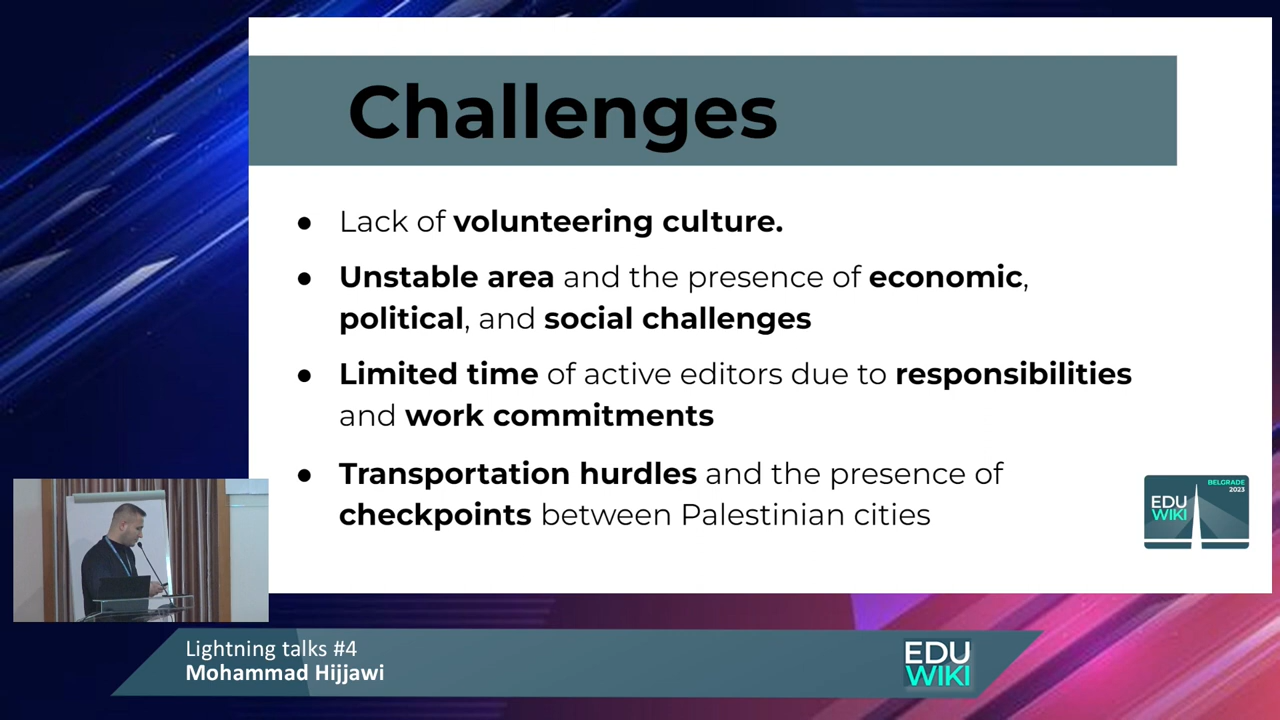 Challenges
● Lack of volunteering culture.
● Unstable area and the presence of economic,
political, and social challenges
● Limited time of active editors due to responsibilities
and work commitments
● Transportation hurdles and the presence of
checkpoints between Palestinian cities
BELGRADE
2023
EDU
WIKI
Lightning talks #4
Mohammad Hijjawi
EDU
WIKI